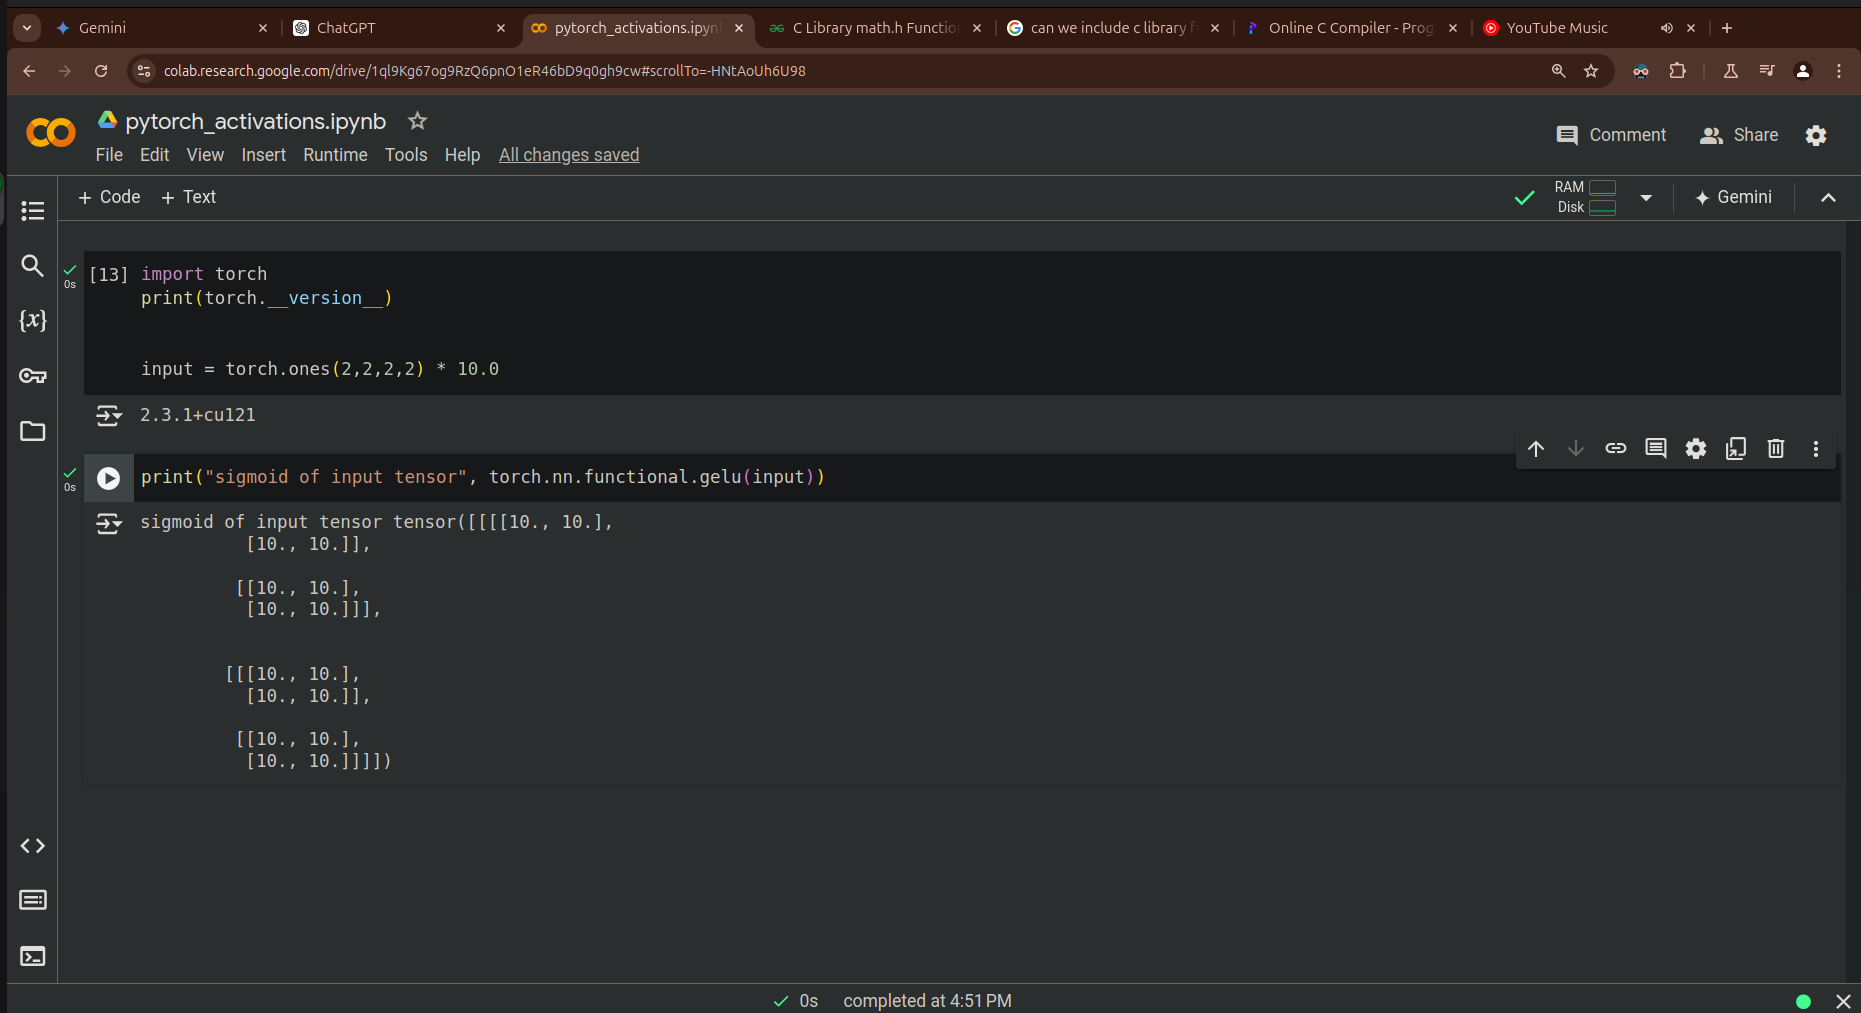 Gemini
ChatGPT
pytorch_activations.ipynl
C Library math.h Functio
can we include c library f
Online C Compiler - Prog
YouTube Music
colab.research.google.com/drive/1ql9Kg67og9RzQ6pnO1eR46bD9q0gh9cw#scrollTo=-HNtAoUh6U98
pytorch_activations.ipynb
Comment
Share
File Edit View Insert Runtime Tools Help All changes saved
+ Code + Text
RAM
Disk
Gemini
{x}
0s
[13] import torch
print(torch.__version__)
input = torch.ones(2,2,2,2) * 10.0
2.3.1+cu121
0s
print("sigmoid of input tensor", torch.nn.functional.gelu(input))
sigmoid of input tensor tensor([[[[10., 10.],
[10., 10.]],
[[10., 10.],
[10., 10.]]],
[[[10., 10.],
[10., 10.]],
[[10., 10.],
[10., 10.]]]])
0s completed at 4:51 PM